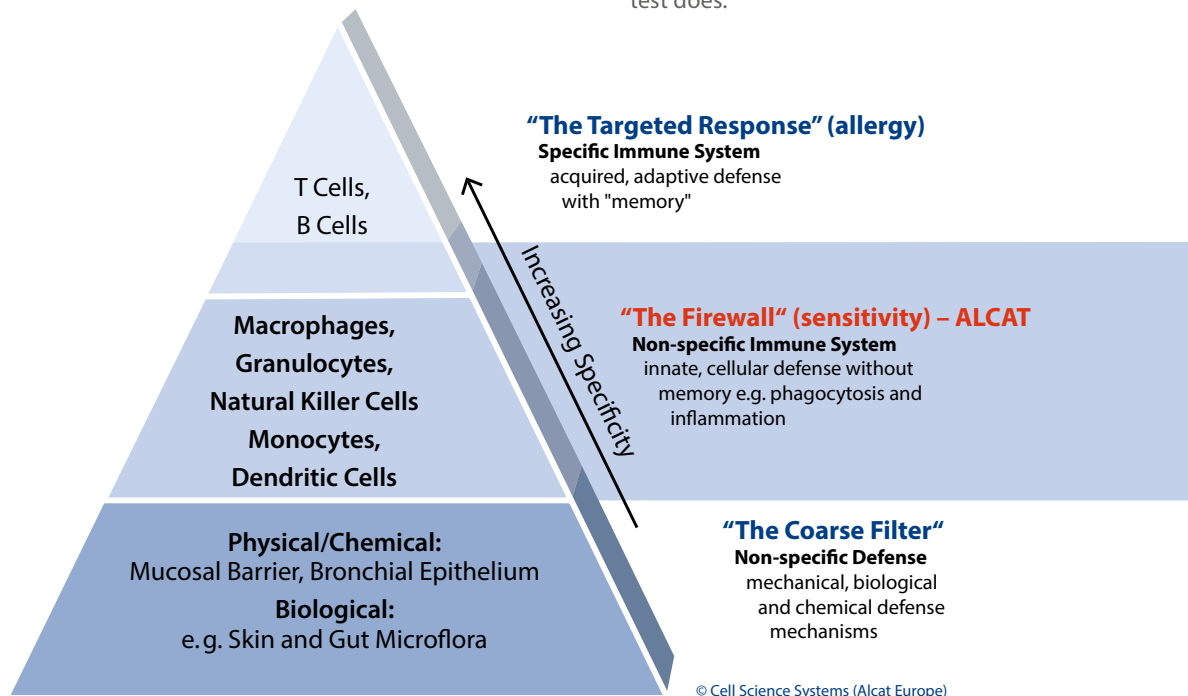 test does.
"The Targeted Response" (allergy)
Specific Immune System
acquired, adaptive defense
with "memory"
T Cells,
B Cells
Increasing Specificity
"The Firewall“ (sensitivity) – ALCAT
Non-specific Immune System
innate, cellular defense without
memory e.g. phagocytosis and
inflammation
Macrophages,
Granulocytes,
Natural Killer Cells
Monocytes,
Dendritic Cells
"The Coarse Filter“
Non-specific Defense
mechanical, biological
and chemical defense
mechanisms
Physical/Chemical:
Mucosal Barrier, Bronchial Epithelium
Biological:
e. g. Skin and Gut Microflora
© Cell Science Systems (Alcat Europe)